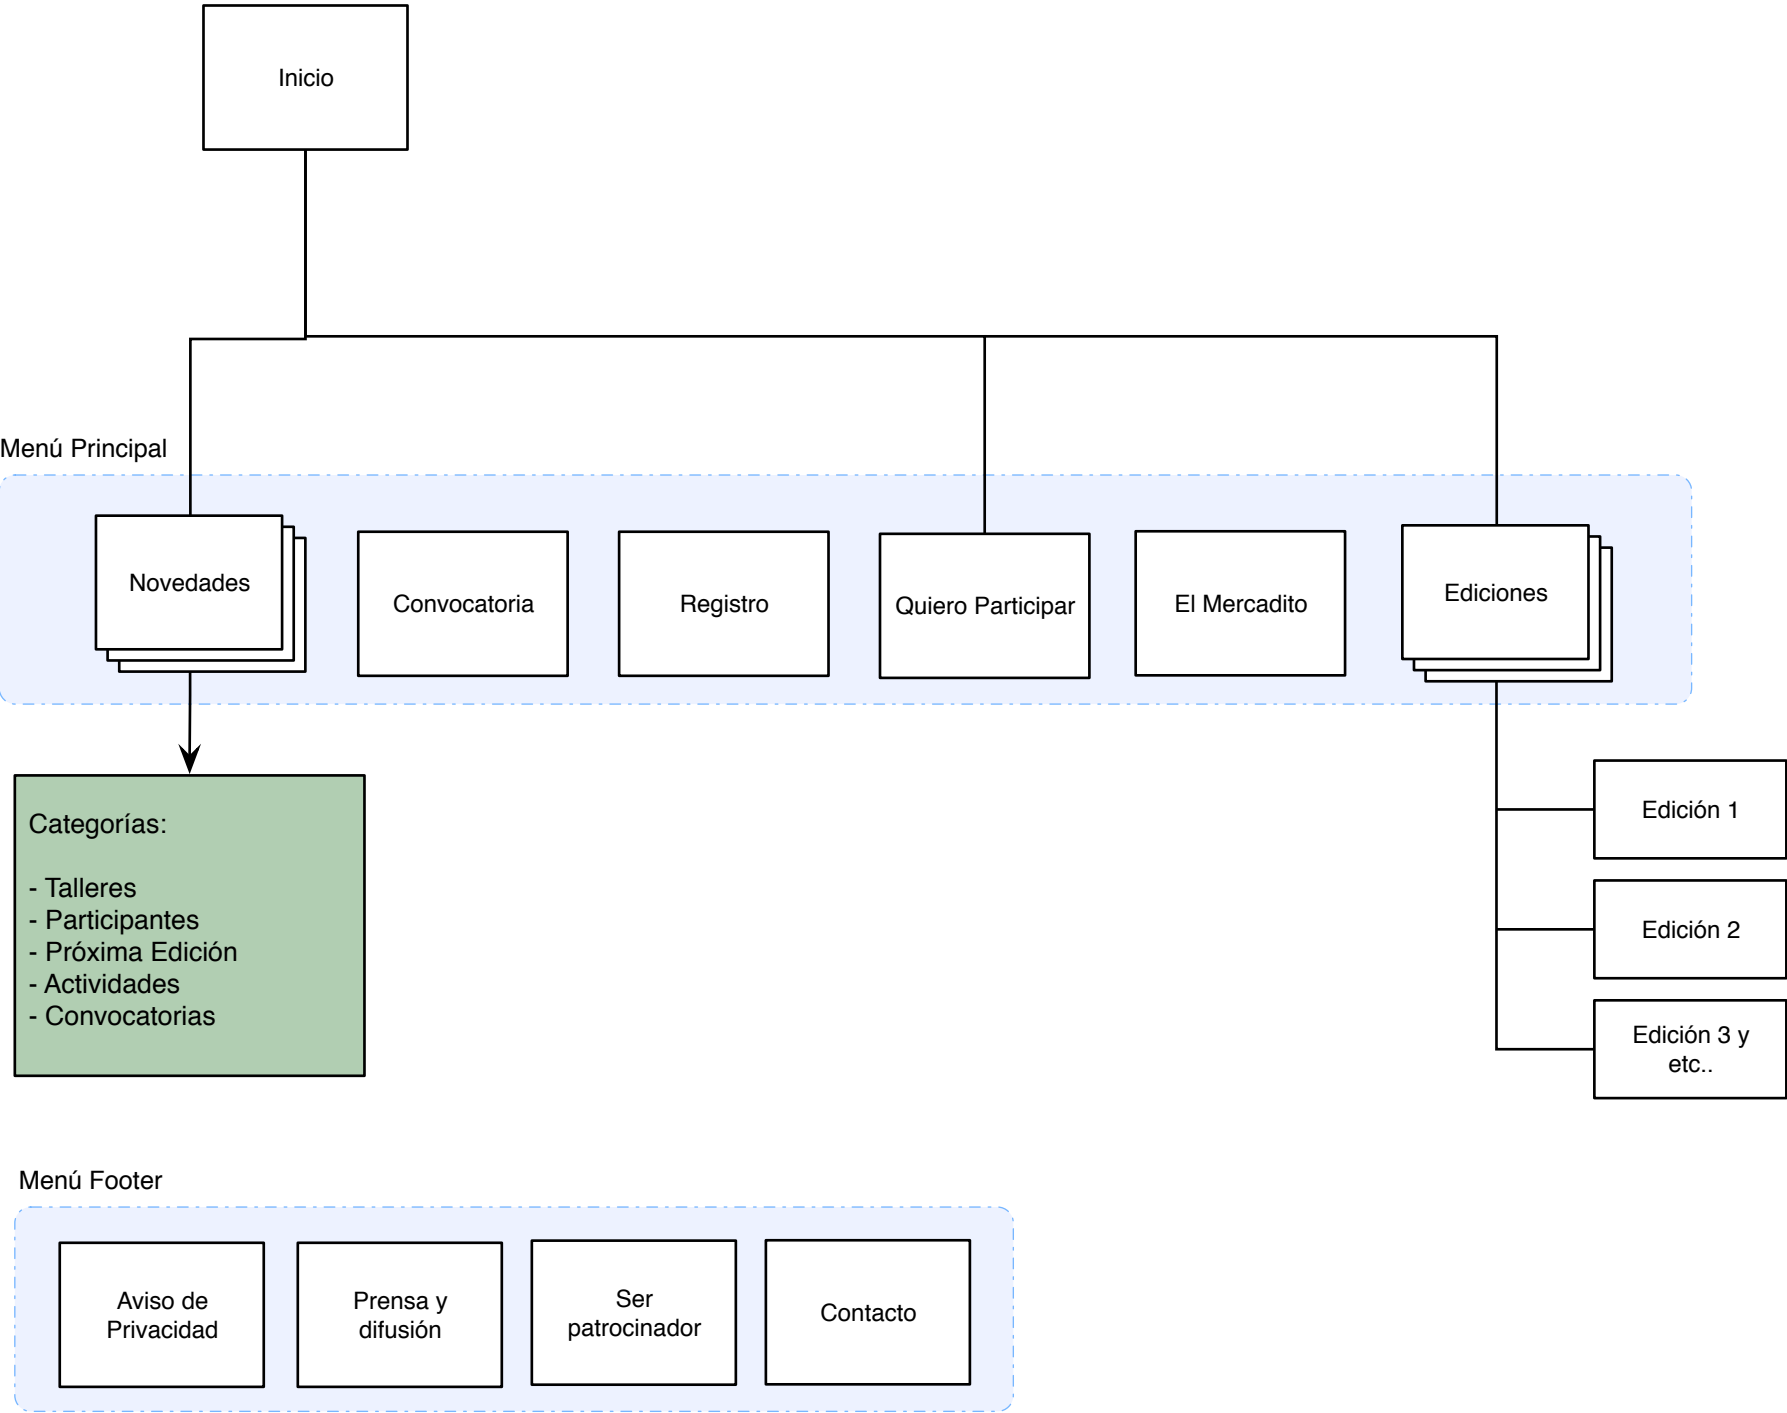 Inicio
Menú Principal
Novedades
Convocatoria
Registro
Quiero Participar
El Mercadito
Ediciones
Categorías:
- Talleres
- Participantes
- Próxima Edición
- Actividades
- Convocatorias
Edición 1
Edición 2
Edición 3 y
etc..
Menú Footer
Aviso de
Privacidad
Prensa y
difusión
Ser
patrocinador
Contacto